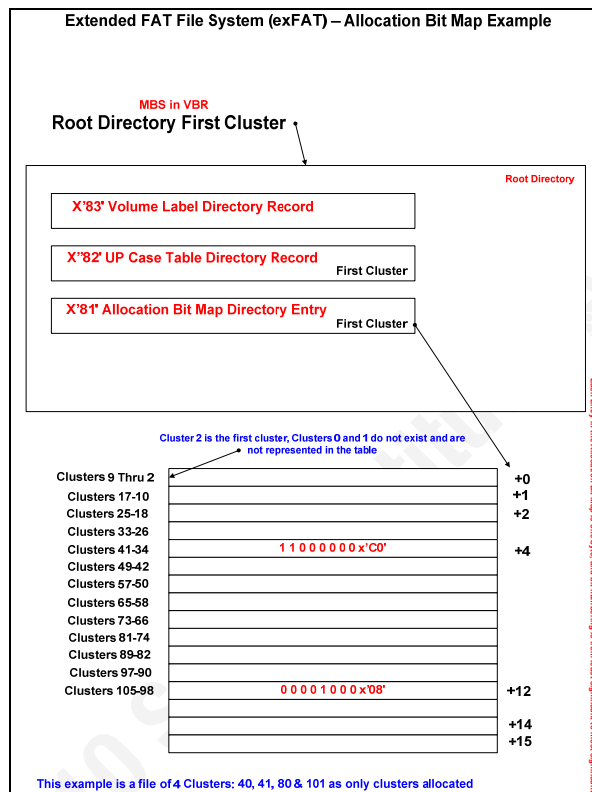 Extended FAT File System (exFAT) – Allocation Bit Map Example
MBS in VBR
Root Directory First Cluster
Root Directory
X'83' Volume Label Directory Record
X"82' UP Case Table Directory Record
First Cluster
X'81' Allocation Bit Map Directory Entry
First Cluster
Cluster 2 is the first cluster, Clusters 0 and 1 do not exist and are
not represented in the table
Clusters 9 Thru 2 +0
Clusters 17-10 +1
Clusters 25-18 +2
Clusters 33-26
Clusters 41-34 1 1 0 0 0 0 0 0 x'C0' +4
Clusters 49-42
Clusters 57-50
Clusters 65-58
Clusters 73-66
Clusters 81-74
Clusters 89-82
Clusters 97-90
Clusters 105-98 0 0 0 0 1 0 0 0 x'08' +12
+14
+15
This example is a file of 4 Clusters: 40, 41, 80 & 101 as only clusters allocated